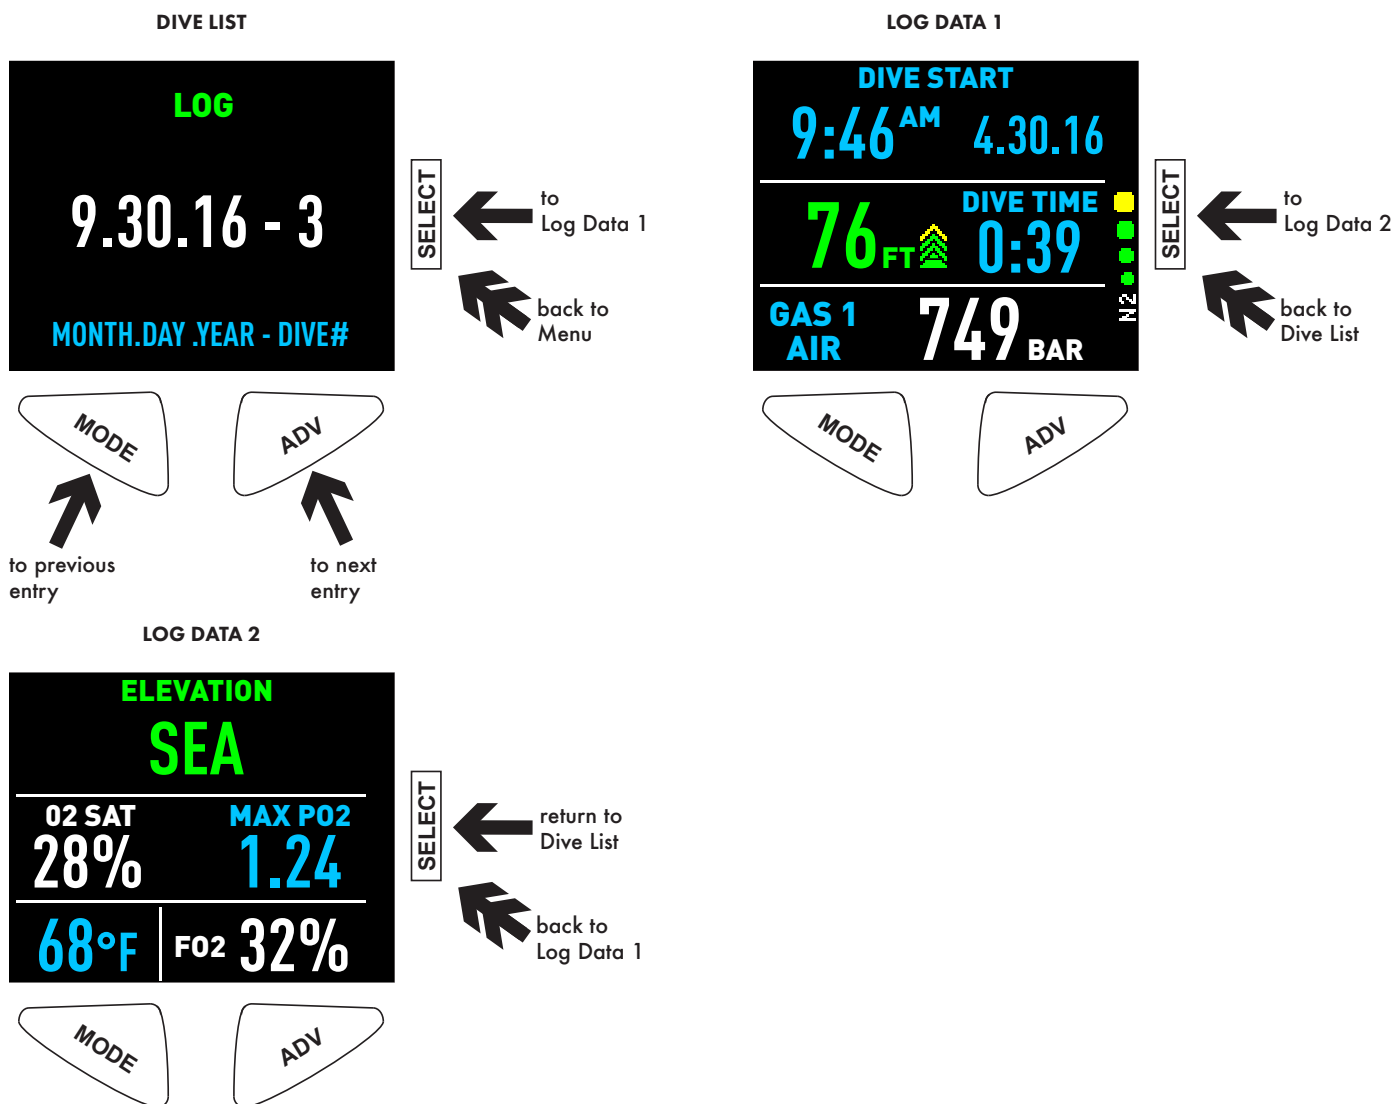 DIVE LIST
LOG
9.30.16 - 3
MONTH.DAY .YEAR - DIVE#
SELECT
to
Log Data 1
back to
Menu
MODE
ADV
to previous
entry
to next
entry
LOG DATA 1
DIVE START
9:46 AM 4.30.16
76 FT
DIVE TIME
0:39
N2
GAS 1
AIR
749 BAR
SELECT
to
Log Data 2
back to
Dive List
MODE
ADV
LOG DATA 2
ELEVATION
SEA
02 SAT
28%
MAX PO2
1.24
68°F
FO2 32%
SELECT
return to
Dive List
back to
Log Data 1
MODE
ADV